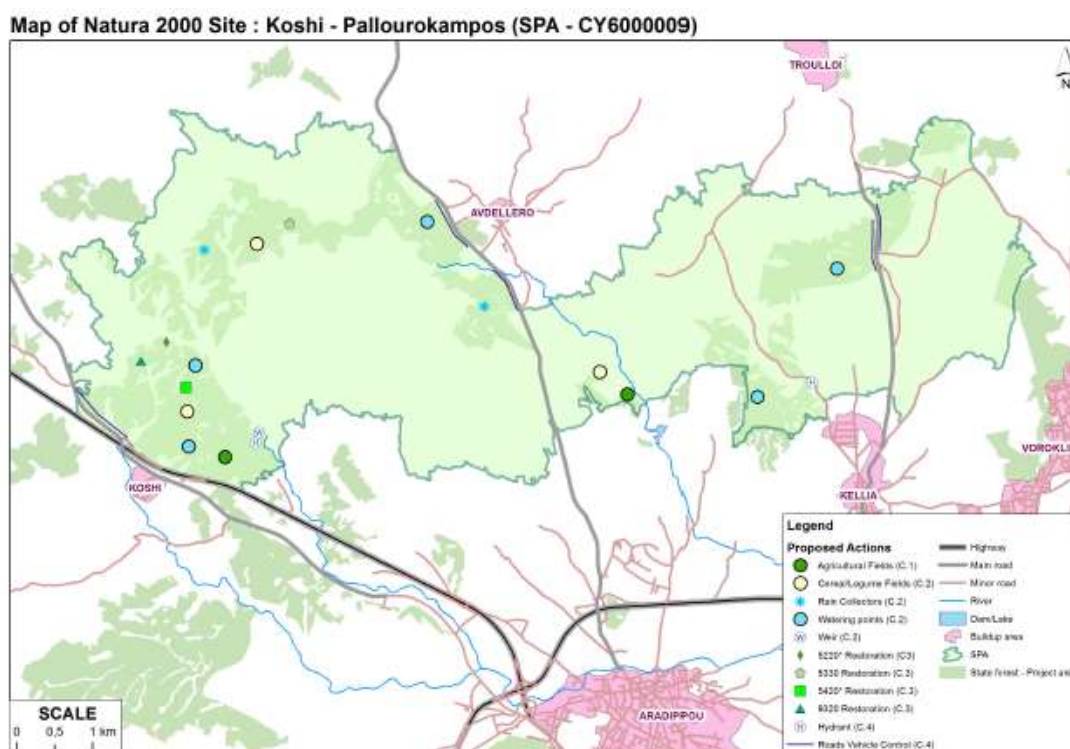 Map of Natura 2000 Site : Koshi - Pallourokampos (SPA - CY6000009)
TROULLOI
N
AVDELLERO
KOSHI
VOROKLI
KELLIA
ARADIPPOU
W
H
H
SCALE
0 0,5 1 km
Legend
Proposed Actions
Agricultural Fields (C.1)
Cereal/Legume Fields (C.2)
Rain Collectors (C.2)
Watering points (C.2)
Weir (C.2)
5220* Restoration (C3)
5330 Restoration (C.3)
5420* Restoration (C.3)
Restoration (C.3)
Hydrant (C.4)
Roads Vehicle Control (C.4)
Highway
Main road
Minor road
River
Dam/Lake
Buildup area
SPA
State forest - Project are